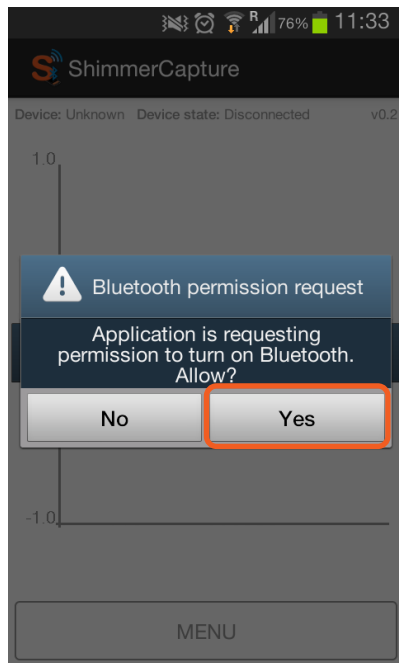 R 76% 11:33
ShimmerCapture
Device: Unknown Device state: Disconnected v0.2
1.0
Bluetooth permission request
Application is requesting
permission to turn on Bluetooth.
Allow?
No Yes
-1.0
MENU